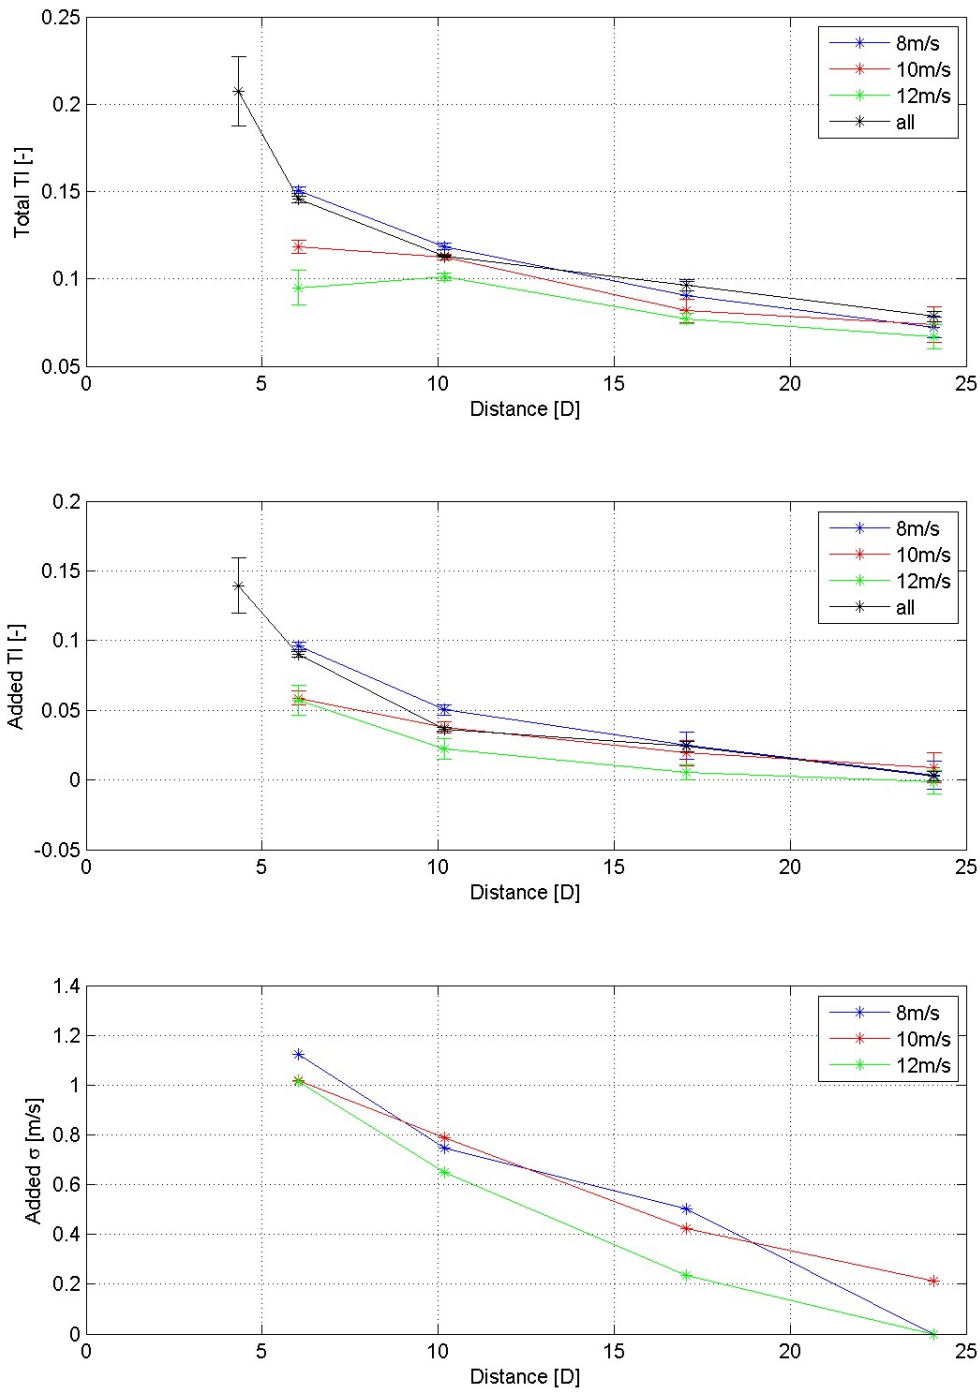 0.25
0.2
0.15
0.1
0.05
Total TI [-]
0 5 10 15 20 25
Distance [D]
8m/s
10m/s
12m/s
all
0.2
0.15
0.1
0.05
0
-0.05
Added TI [-]
0 5 10 15 20 25
Distance [D]
8m/s
10m/s
12m/s
all
1.4
1.2
1
0.8
0.6
0.4
0.2
0
Added σ [m/s]
0 5 10 15 20 25
Distance [D]
8m/s
10m/s
12m/s